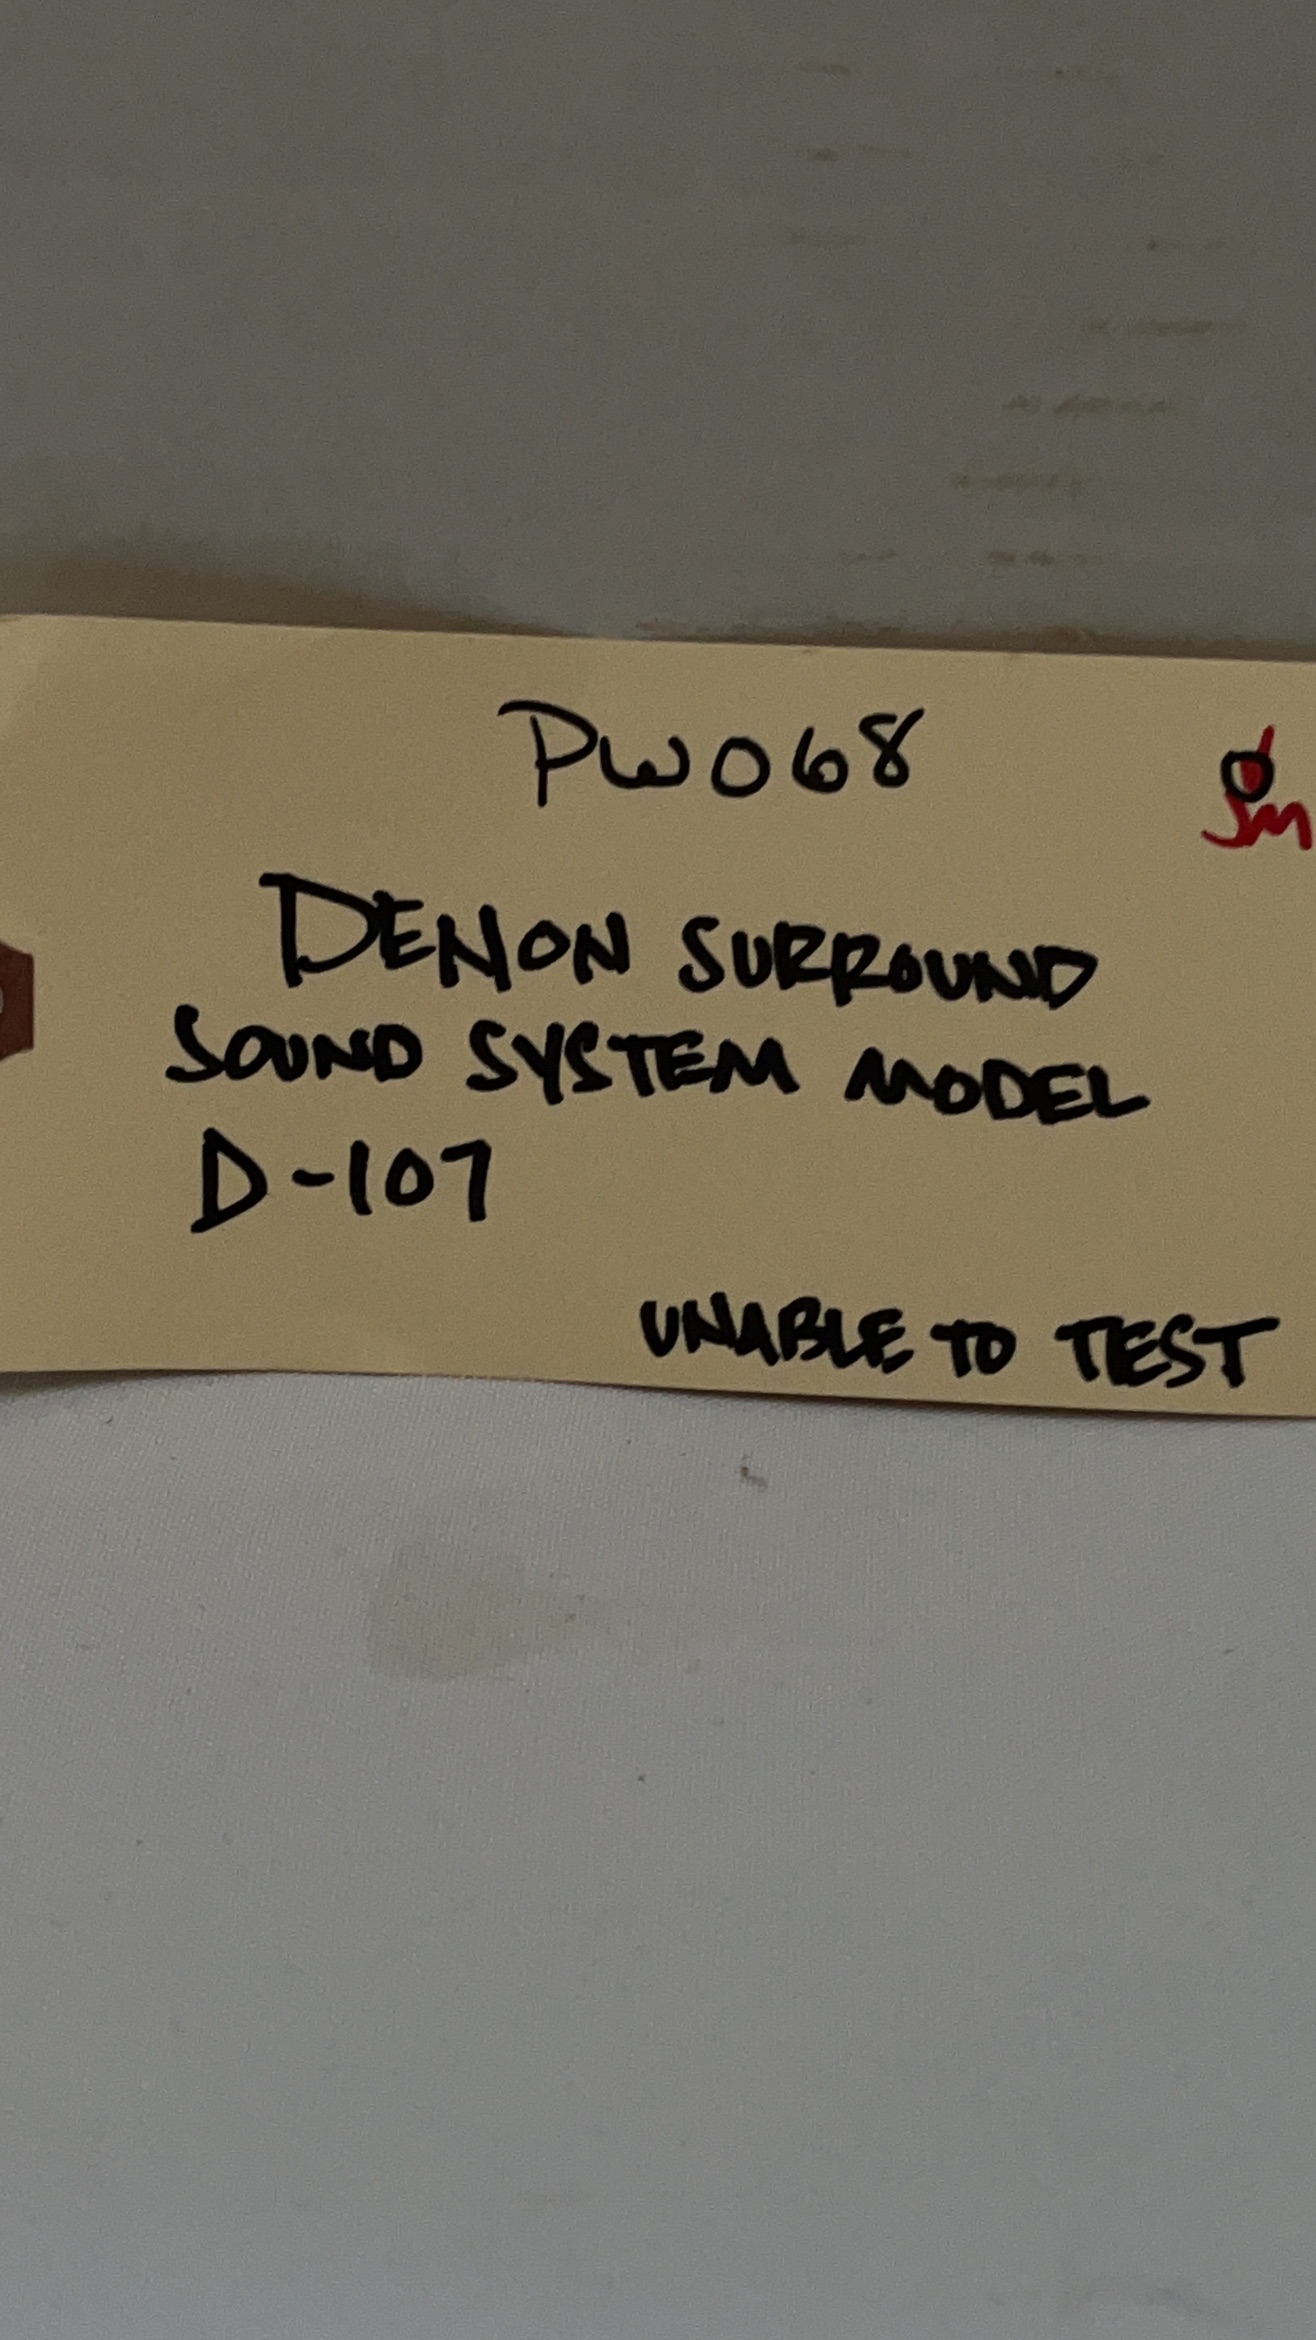 PW068
Jm
DENON SURROUND
SOUND SYSTEM MODEL
D-107
UNABLE TO TEST